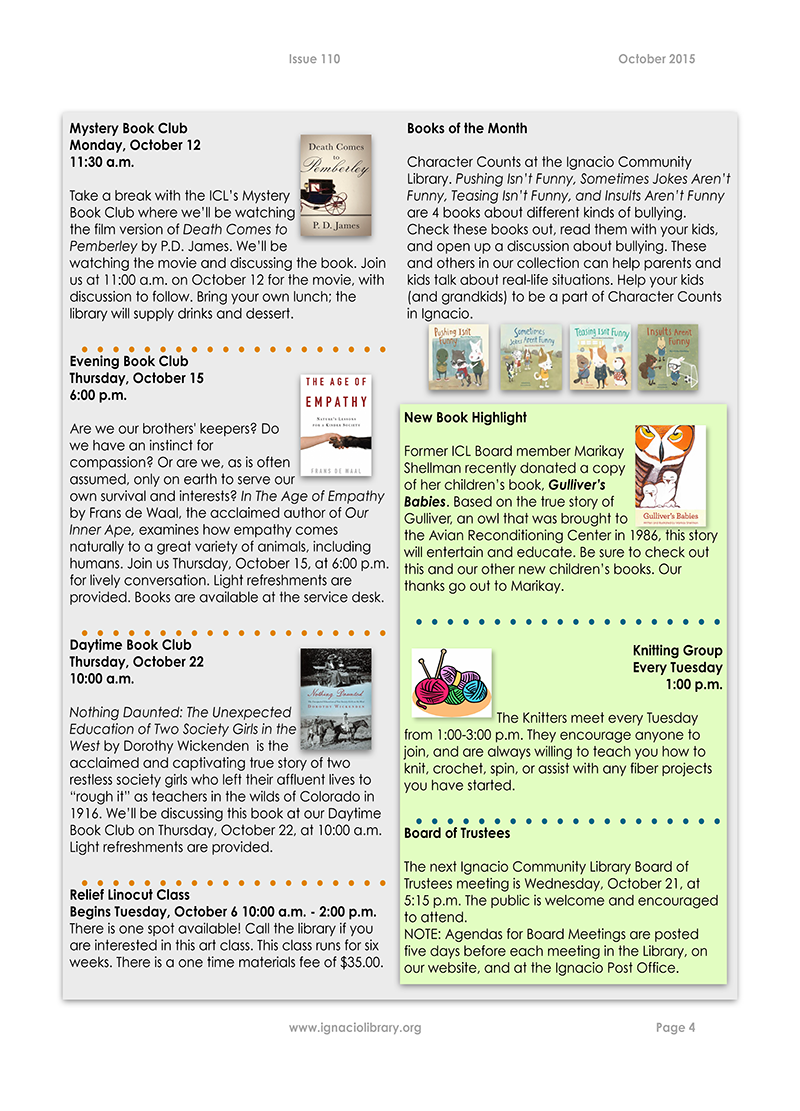 Issue 110
October 2015
Mystery Book Club
Monday, October 12
11:30 a.m.
Take a break with the ICL's Mystery
Book Club where we'll be watching
the film version of Death Comes to
Pemberley by P.D. James. We'll be
watching the movie and discussing the book. Join
us at 11:00 a.m. on October 12 for the movie, with
discussion to follow. Bring your own lunch; the
library will supply drinks and dessert.
Death Comes
to
Pemberley
P. D. James
Evening Book Club
Thursday, October 15
6:00 p.m.
Are we our brothers' keepers? Do
we have an instinct for
compassion? Or are we, as is often
assumed, only on earth to serve our
own survival and interests? In The Age of Empathy
by Frans de Waal, the acclaimed author of Our
Inner Ape, examines how empathy comes
naturally to a great variety of animals, including
humans. Join us Thursday, October 15, at 6:00 p.m.
for lively conversation. Light refreshments are
provided. Books are available at the service desk.
THE AGE OF
EMPATHY
NATURE'S LESSONS
FOR A KINDER SOCIETY
FRANS DE WAAL
Daytime Book Club
Thursday, October 22
10:00 a.m.
Nothing Daunted: The Unexpected
Education of Two Society Girls in the
West by Dorothy Wickenden is the
acclaimed and captivating true story of two
restless society girls who left their affluent lives to
“rough it” as teachers in the wilds of Colorado in
1916. We'll be discussing this book at our Daytime
Book Club on Thursday, October 22, at 10:00 a.m.
Light refreshments are provided.
Nothing Daunted
DOROTHY WICKENDEN
Relief Linocut Class
Begins Tuesday, October 6 10:00 a.m. - 2:00 p.m.
There is one spot available! Call the library if you
are interested in this art class. This class runs for six
weeks. There is a one time materials fee of $35.00.
Books of the Month
Character Counts at the Ignacio Community
Library. Pushing Isn't Funny, Sometimes Jokes Aren't
Funny, Teasing Isn't Funny, and Insults Aren't Funny
are 4 books about different kinds of bullying.
Check these books out, read them with your kids,
and open up a discussion about bullying. These
and others in our collection can help parents and
kids talk about real-life situations. Help your kids
(and grandkids) to be a part of Character Counts
in Ignacio.
Pushing Isn't
Funny
Sometimes
Jokes Aren't Funny
Teasing Isn't Funny
Insults Aren't
Funny
New Book Highlight
Former ICL Board member Marikay
Shellman recently donated a copy
of her children's book, Gulliver's
Babies. Based on the true story of
Gulliver, an owl that was brought to
the Avian Reconditioning Center in 1986, this story
will entertain and educate. Be sure to check out
this and our other new children's books. Our
thanks go out to Marikay.
Gulliver's Babies
Knitting Group
Every Tuesday
1:00 p.m.
The Knitters meet every Tuesday
from 1:00-3:00 p.m. They encourage anyone to
join, and are always willing to teach you how to
knit, crochet, spin, or assist with any fiber projects
you have started.
Board of Trustees
The next Ignacio Community Library Board of
Trustees meeting is Wednesday, October 21, at
5:15 p.m. The public is welcome and encouraged
to attend.
NOTE: Agendas for Board Meetings are posted
five days before each meeting in the Library, on
our website, and at the Ignacio Post Office.
www.ignaciolibrary.org
Page 4